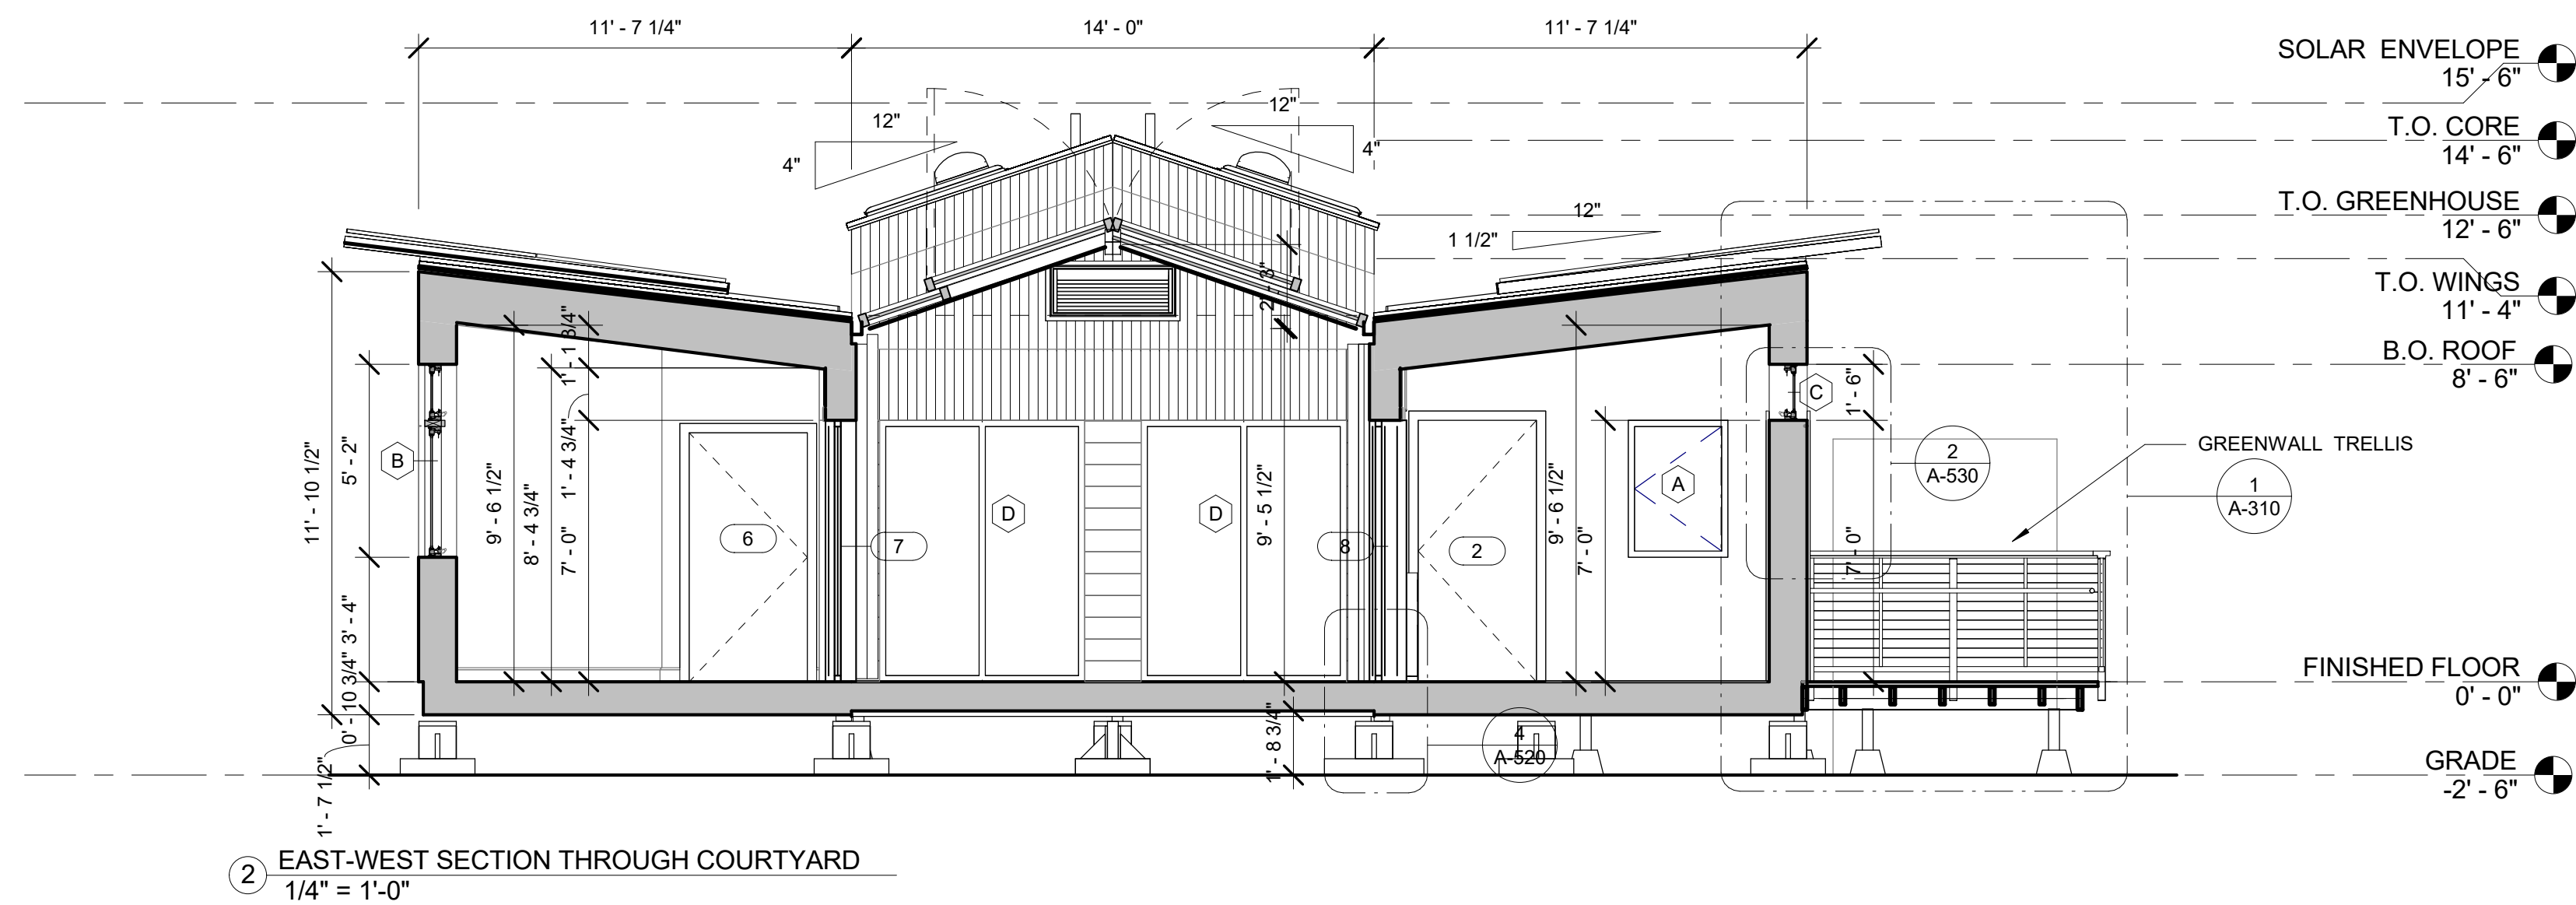 11' - 7 1/4"
14' - 0"
11' - 7 1/4"
SOLAR ENVELOPE
15' - 6"
12"
4"
12"
4"
T.O. CORE
14' - 6"
T.O. GREENHOUSE
12' - 6"
12"
1 1/2"
T.O. WINGS
11' - 4"
B.O. ROOF
8' - 6"
11' - 10 1/2"
5' - 2"
3' - 4"
0' - 10 3/4"
1' - 7 1/2"
B
9' - 6 1/2"
8' - 4 3/4"
1' - 1 3/4"
1' - 4 3/4"
7' - 0"
6
7
D
D
2' - 3"
9' - 5 1/2"
1' - 8 3/4"
8
2
9' - 6 1/2"
7' - 0"
A
C
1' - 6"
7' - 0"
2
A-530
GREENWALL TRELLIS
1
A-310
4
A-520
FINISHED FLOOR
0' - 0"
GRADE
-2' - 6"
2
EAST-WEST SECTION THROUGH COURTYARD
1/4" = 1'-0"